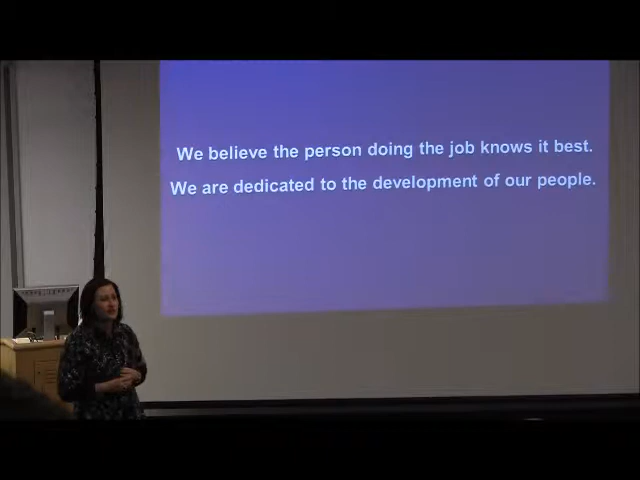 We believe the person doing the job knows it best.
We are dedicated to the development of our people.